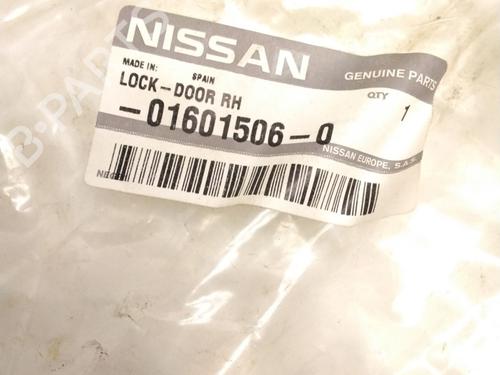 NISSAN
GENUINE PARTS
MADE IN: SPAIN
LOCK-DOOR RH
QTY 1
-01601506-0
NISSAN EUROPE, S.A.S.
B-PARTS